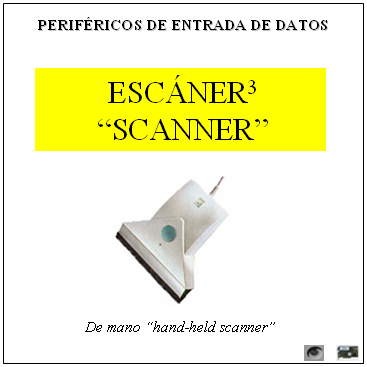 PERIFÉRICOS DE ENTRADA DE DATOS
ESCÁNER³
“SCANNER”
De mano “hand-held scanner”